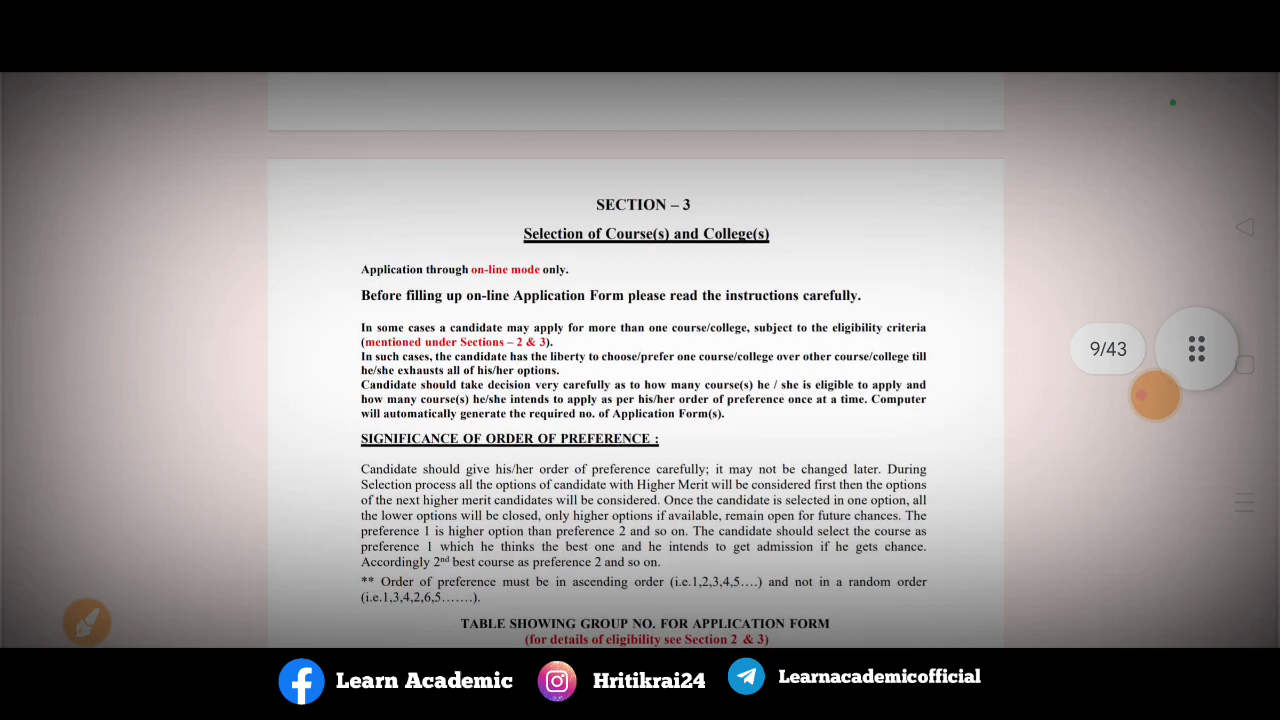 SECTION – 3
Selection of Course(s) and College(s)
Application through on-line mode only.
Before filling up on-line Application Form please read the instructions carefully.
In some cases a candidate may apply for more than one course/college, subject to the eligibility criteria
(mentioned under Sections – 2 & 3).
In such cases, the candidate has the liberty to choose/prefer one course/college over other course/college till
he/she exhausts all of his/her options.
Candidate should take decision very carefully as to how many course(s) he / she is eligible to apply and
how many course(s) he/she intends to apply as per his/her order of preference once at a time. Computer
will automatically generate the required no. of Application Form(s).
SIGNIFICANCE OF ORDER OF PREFERENCE :
Candidate should give his/her order of preference carefully; it may not be changed later. During
Selection process all the options of candidate with Higher Merit will be considered first then the options
of the next higher merit candidates will be considered. Once the candidate is selected in one option, all
the lower options will be closed, only higher options if available, remain open for future chances. The
preference 1 is higher option than preference 2 and so on. The candidate should select the course as
preference 1 which he thinks the best one and he intends to get admission if he gets chance.
Accordingly 2nd best course as preference 2 and so on.
** Order of preference must be in ascending order (i.e.1,2,3,4,5….) and not in a random order
(i.e.1,3,4,2,6,5…….).
TABLE SHOWING GROUP NO. FOR APPLICATION FORM
(for details of eligibility see Section 2 & 3)
9/43
Learn Academic
Hritikrai24
Learnacademicofficial